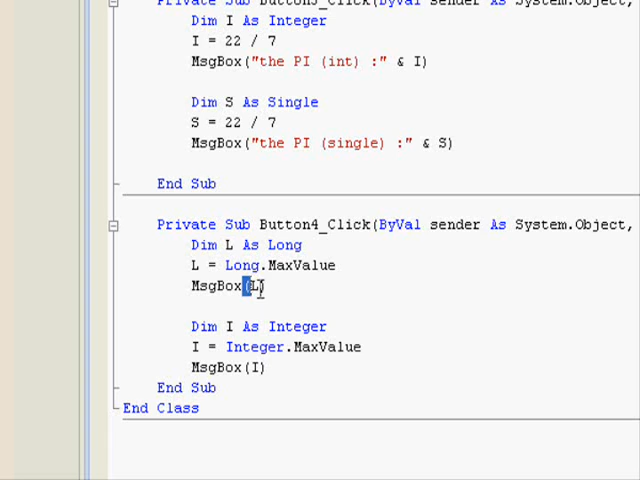 Private Sub Button3_Click(ByVal sender As System.Object,
Dim I As Integer
I = 22 / 7
MsgBox("the PI (int) :" & I)
Dim S As Single
S = 22 / 7
MsgBox("the PI (single) :" & S)
End Sub
Private Sub Button4_Click(ByVal sender As System.Object,
Dim L As Long
L = Long.MaxValue
MsgBox(L)
Dim I As Integer
I = Integer.MaxValue
MsgBox(I)
End Sub
End Class